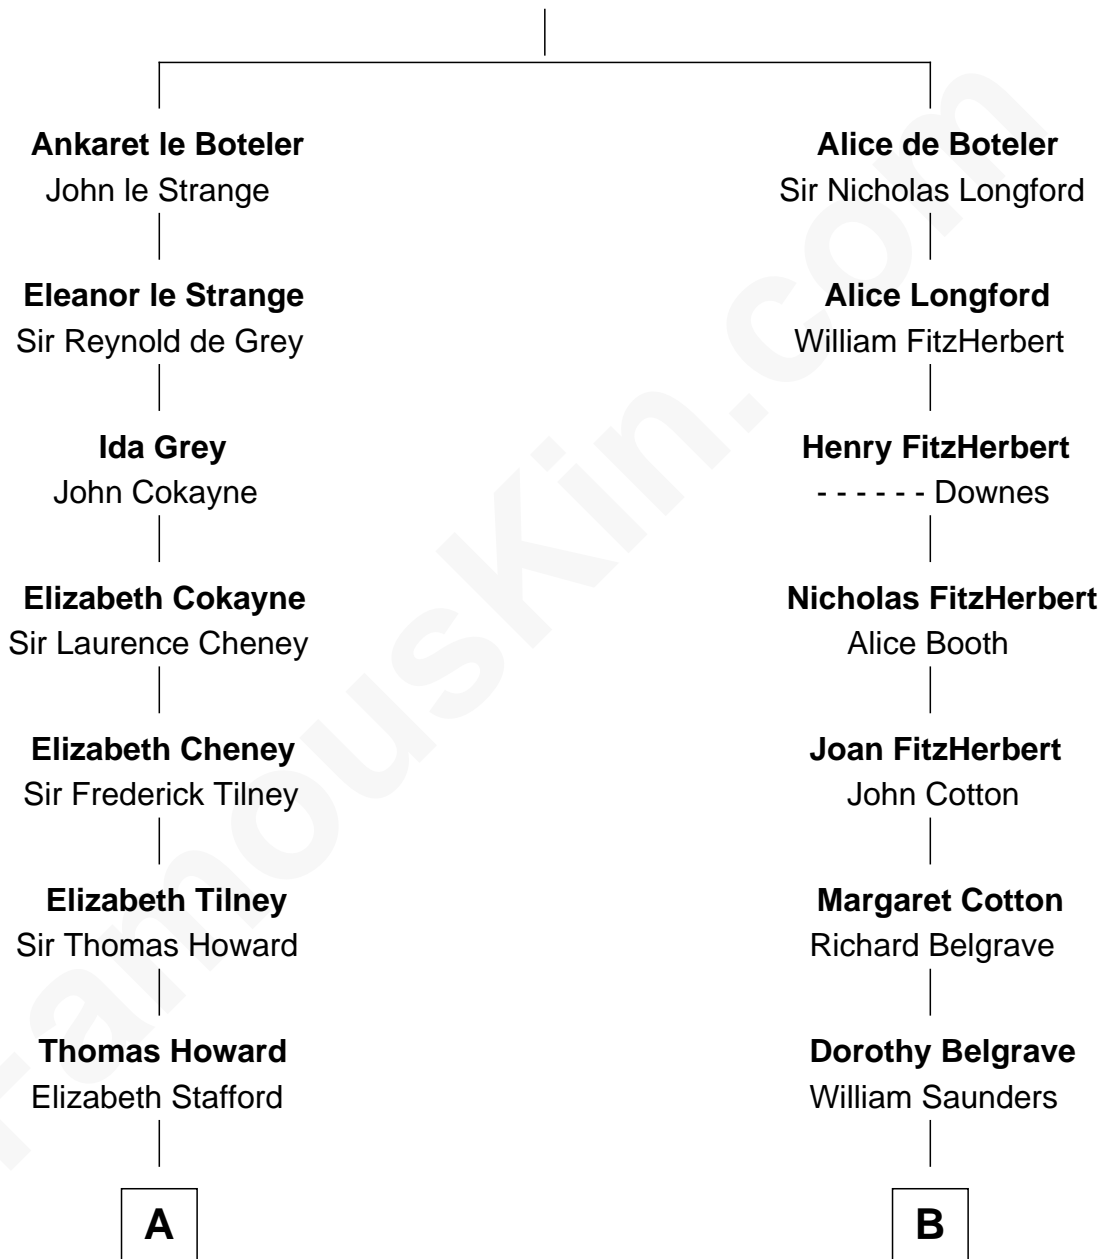 Ankaret le Boteler
John le Strange
Eleanor le Strange
Sir Reynold de Grey
Ida Grey
John Cokayne
Elizabeth Cokayne
Sir Laurence Cheney
Elizabeth Cheney
Sir Frederick Tilney
Elizabeth Tilney
Sir Thomas Howard
Thomas Howard
Elizabeth Stafford
A
Alice de Boteler
Sir Nicholas Longford
Alice Longford
William FitzHerbert
Henry FitzHerbert
- - - - - - Downes
Nicholas FitzHerbert
Alice Booth
Joan FitzHerbert
John Cotton
Margaret Cotton
Richard Belgrave
Dorothy Belgrave
William Saunders
B
FamousKin.com